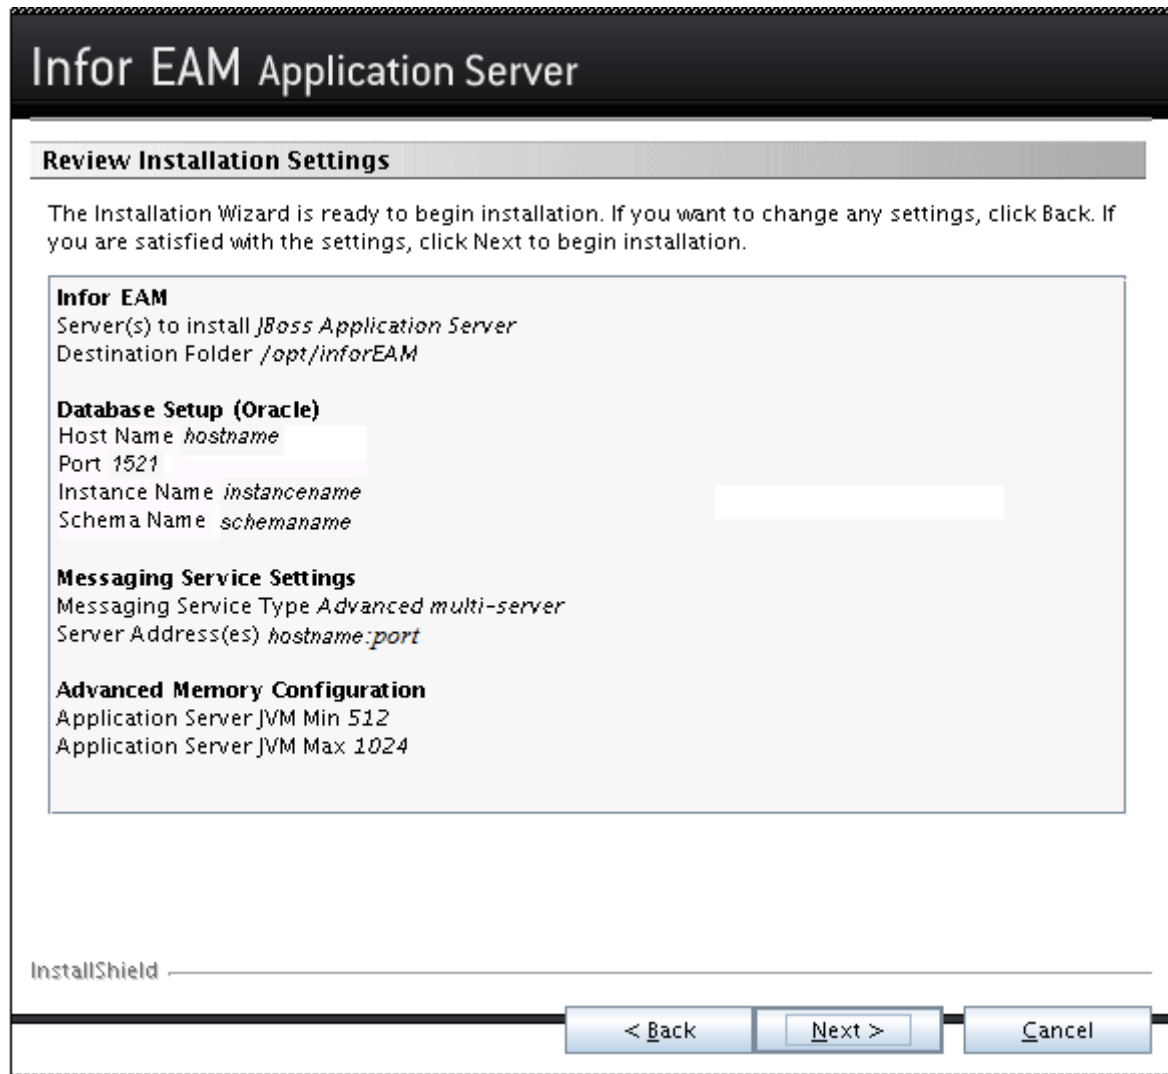 Infor EAM Application Server
Review Installation Settings
The Installation Wizard is ready to begin installation. If you want to change any settings, click Back. If
you are satisfied with the settings, click Next to begin installation.
Infor EAM
Server(s) to install JBoss Application Server
Destination Folder /opt/inforEAM
Database Setup (Oracle)
Host Name hostname
Port 1521
Instance Name instancename
Schema Name schemaname
Messaging Service Settings
Messaging Service Type Advanced multi-server
Server Address(es) hostname:port
Advanced Memory Configuration
Application Server JVM Min 512
Application Server JVM Max 1024
InstallShield
< Back
Next >
Cancel